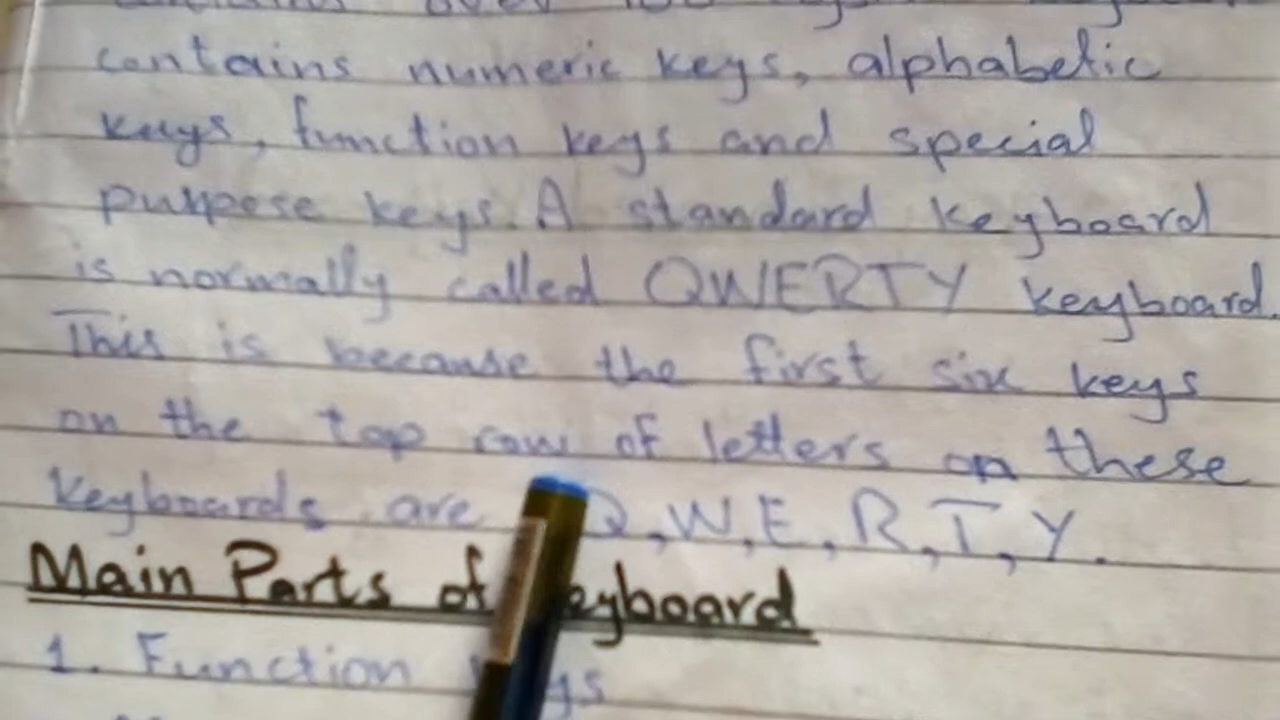 contains numeric keys, alphabetic
keys, function keys and special
purpose keys. A standard keyboard
is normally called QWERTY keyboard.
This is because the first six keys
on the top row of letters on these
keyboards are Q, W, E, R, T, Y.
Main Parts of eyboard
1. Function ys